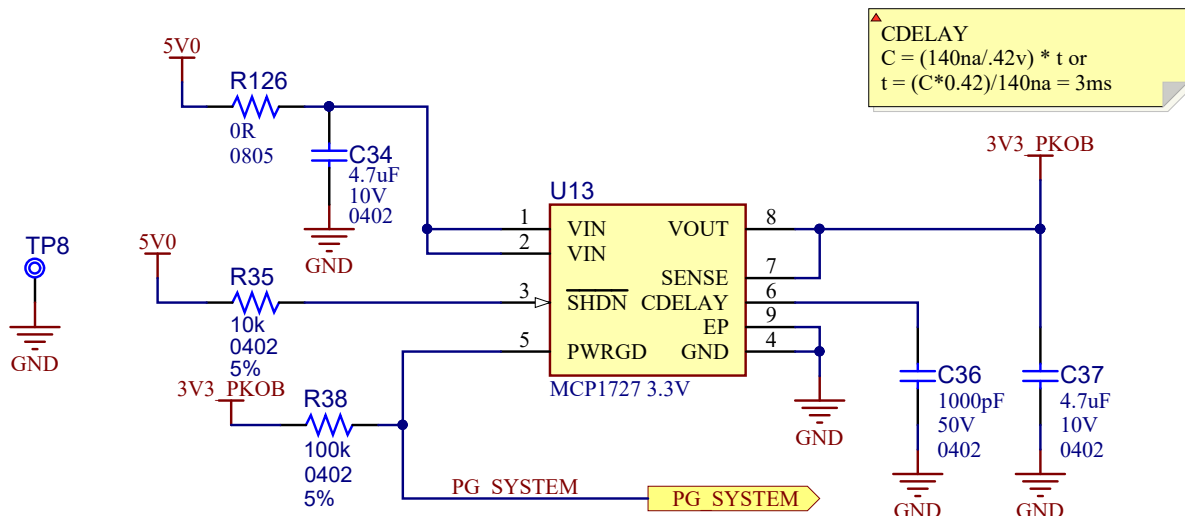 CDELAY
C = (140na/.42v) * t or
t = (C*0.42)/140na = 3ms
5V0
R126
0R
0805
C34
4.7uF
10V
0402
GND
3V3_PKOB
U13
1 VIN
2 VIN
3 SHDN
5 PWRGD
VOUT 8
SENSE 7
CDELAY 6
EP 9
GND 4
MCP1727 3.3V
TP8
GND
5V0
R35
10k
0402
5%
3V3_PKOB
R38
100k
0402
5%
PG_SYSTEM
PG_SYSTEM
GND
C36
1000pF
50V
0402
GND
C37
4.7uF
10V
0402
GND